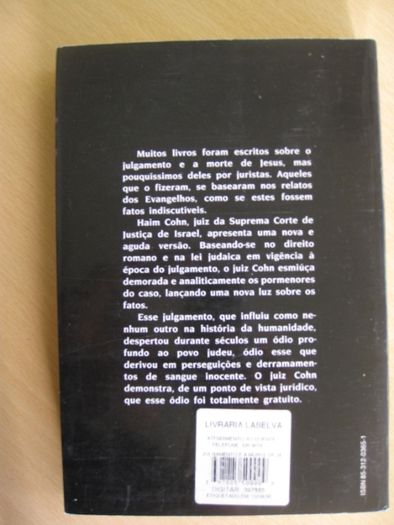 Muitos livros foram escritos sobre o
julgamento e a morte de Jesus, mas
pouquíssimos deles por juristas. Aqueles
que o fizeram, se basearam nos relatos
dos Evangelhos, como se estes fossem
fatos indiscutíveis.
Haim Cohn, juiz da Suprema Corte de
Justiça de Israel, apresenta uma nova e
aguda versão. Baseando-se no direito
romano e na lei judaica em vigência à
época do julgamento, o juiz Cohn esmiúça
demorada e analiticamente os pormenores
do caso, lançando uma nova luz sobre os
fatos.
Esse julgamento, que influiu como ne-
nhum outro na história da humanidade,
despertou durante séculos um ódio pro-
fundo ao povo judeu, ódio esse que
derivou em perseguições e derramamen-
tos de sangue inocente. O juiz Cohn
demonstra, de um ponto de vista jurídico,
que esse ódio foi totalmente gratuito.
LIVRARIA LASELVA
DIGITAR
ISBN 85-312-0365-1